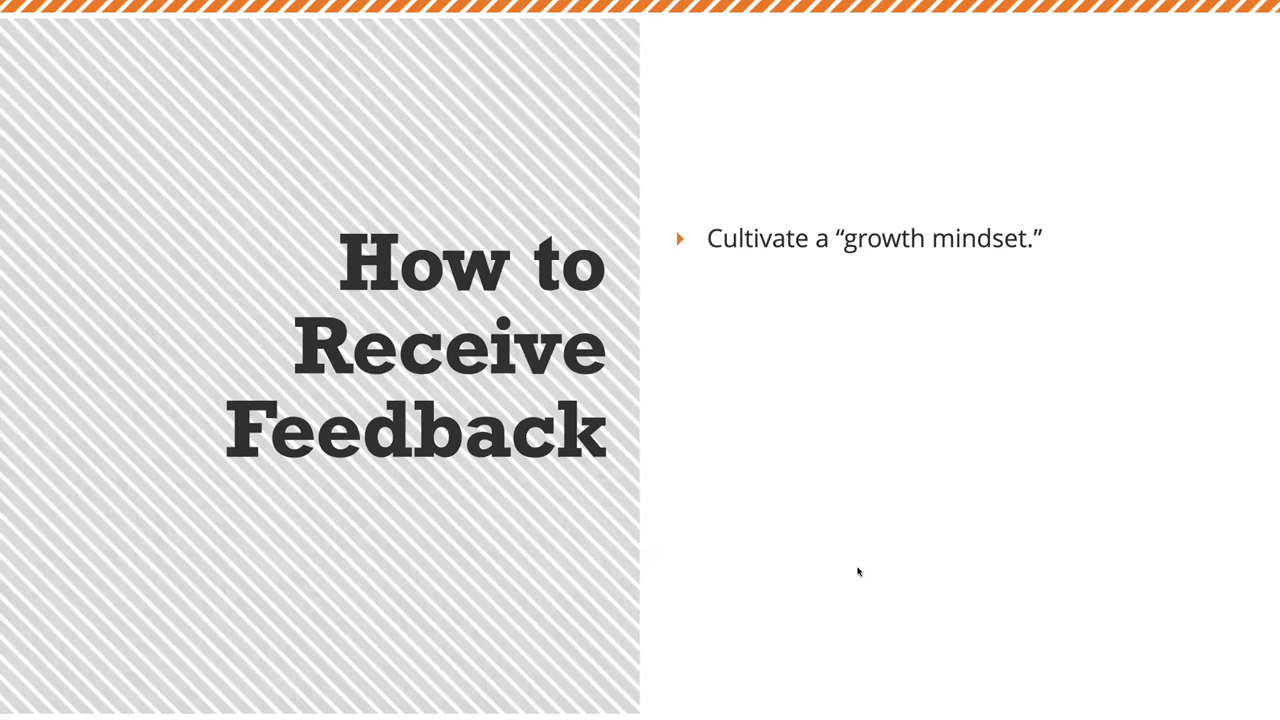 How to
Receive
Feedback
Cultivate a “growth mindset.”